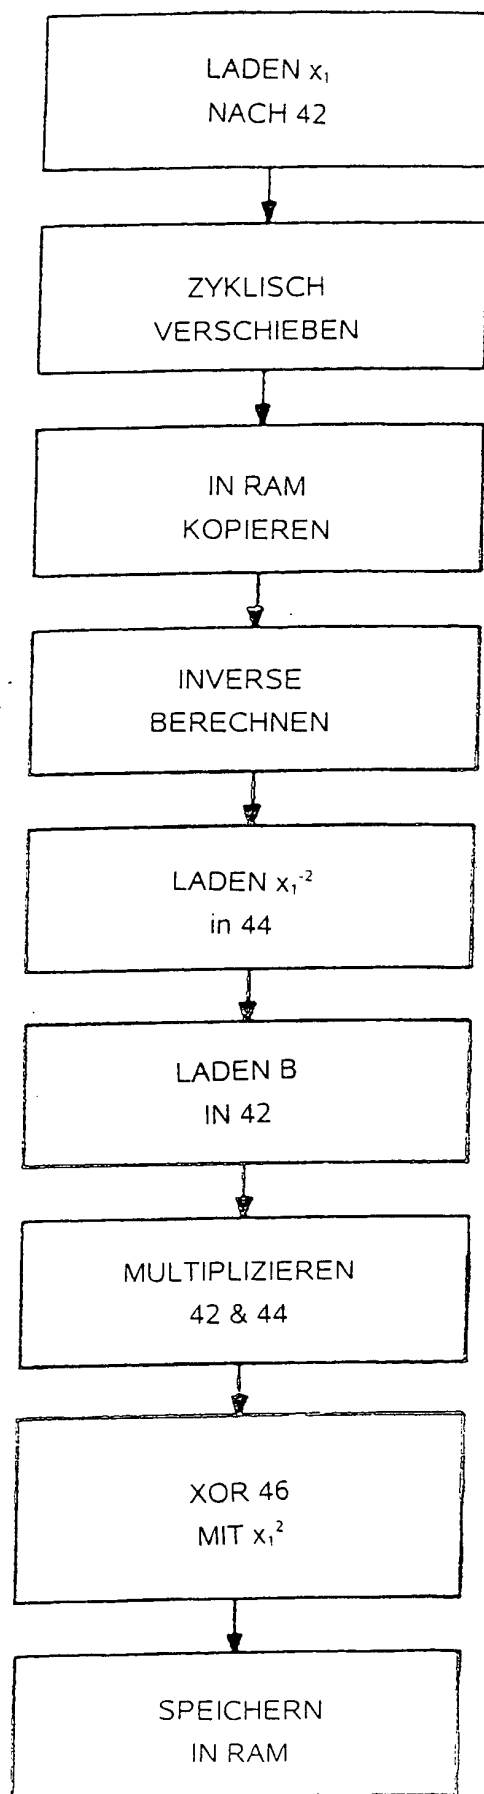 LADEN x₁
NACH 42
ZYKLISCH
VERSCHIEBEN
IN RAM
KOPIEREN
INVERSE
BERECHNEN
LADEN x₁⁻²
in 44
LADEN B
IN 42
MULTIPLIZIEREN
42 & 44
XOR 46
MIT x₁²
SPEICHERN
IN RAM